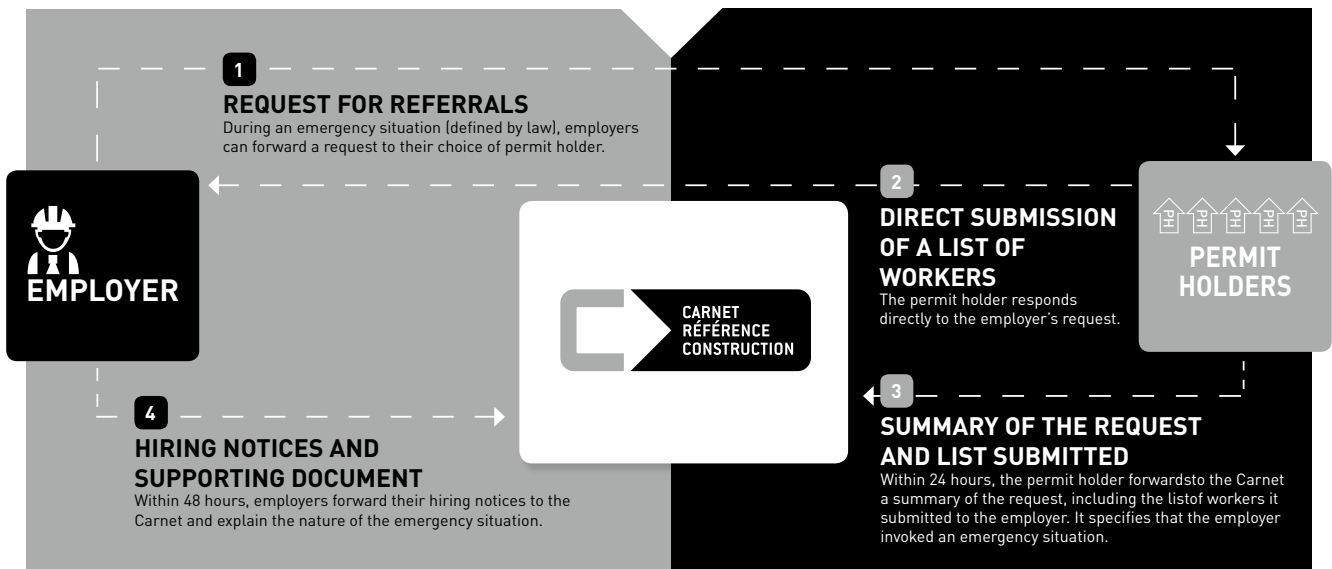 1
REQUEST FOR REFERRALS
During an emergency situation (defined by law), employers
can forward a request to their choice of permit holder.
EMPLOYER
2
DIRECT SUBMISSION
OF A LIST OF
WORKERS
The permit holder responds
directly to the employer's request.
PH PH PH PH PH
PERMIT
HOLDERS
CARNET
RÉFÉRENCE
CONSTRUCTION
3
SUMMARY OF THE REQUEST
AND LIST SUBMITTED
Within 24 hours, the permit holder forwardsto the Carnet
a summary of the request, including the listof workers it
submitted to the employer. It specifies that the employer
invoked an emergency situation.
4
HIRING NOTICES AND
SUPPORTING DOCUMENT
Within 48 hours, employers forward their hiring notices to the
Carnet and explain the nature of the emergency situation.